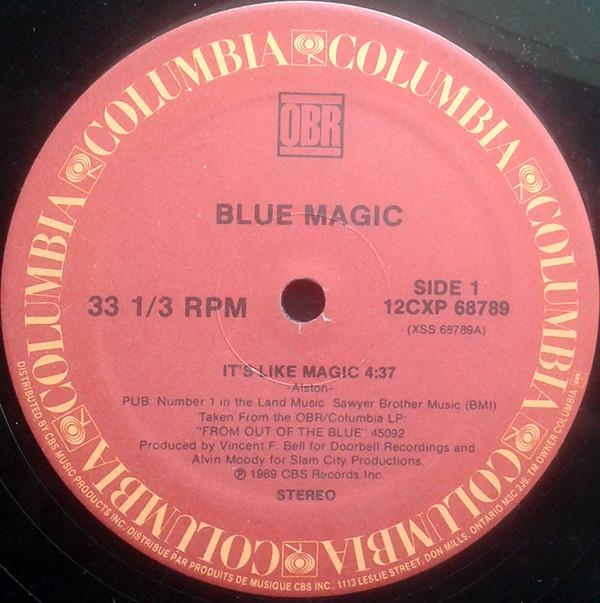 COLUMBIA COLUMBIA COLUMBIA COLUMBIA COLUMBIA COLUMBIA COLUMBIA COLUMBIA
OBR
BLUE MAGIC
33 1/3 RPM
SIDE 1
12CXP 68789
(XSS 68789A)
IT'S LIKE MAGIC 4:37
-Alston-
PUB: Number 1 in the Land Music. Sawyer Brother Music (BMI)
Taken From the OBR/Columbia LP:
"FROM OUT OF THE BLUE" 45092
Produced by Vincent F. Bell for Doorbell Recordings and
Alvin Moody for Slam City Productions.
℗ 1989 CBS Records Inc.
STEREO
DISTRIBUTED BY CBS MUSIC PRODUCTS INC. DISTRIBUÉ PAR PRODUITS DE MUSIQUE CBS INC., 1113 LESLIE STREET, DON MILLS, ONTARIO M3C 2J9. TM OWNER COLUMBIA